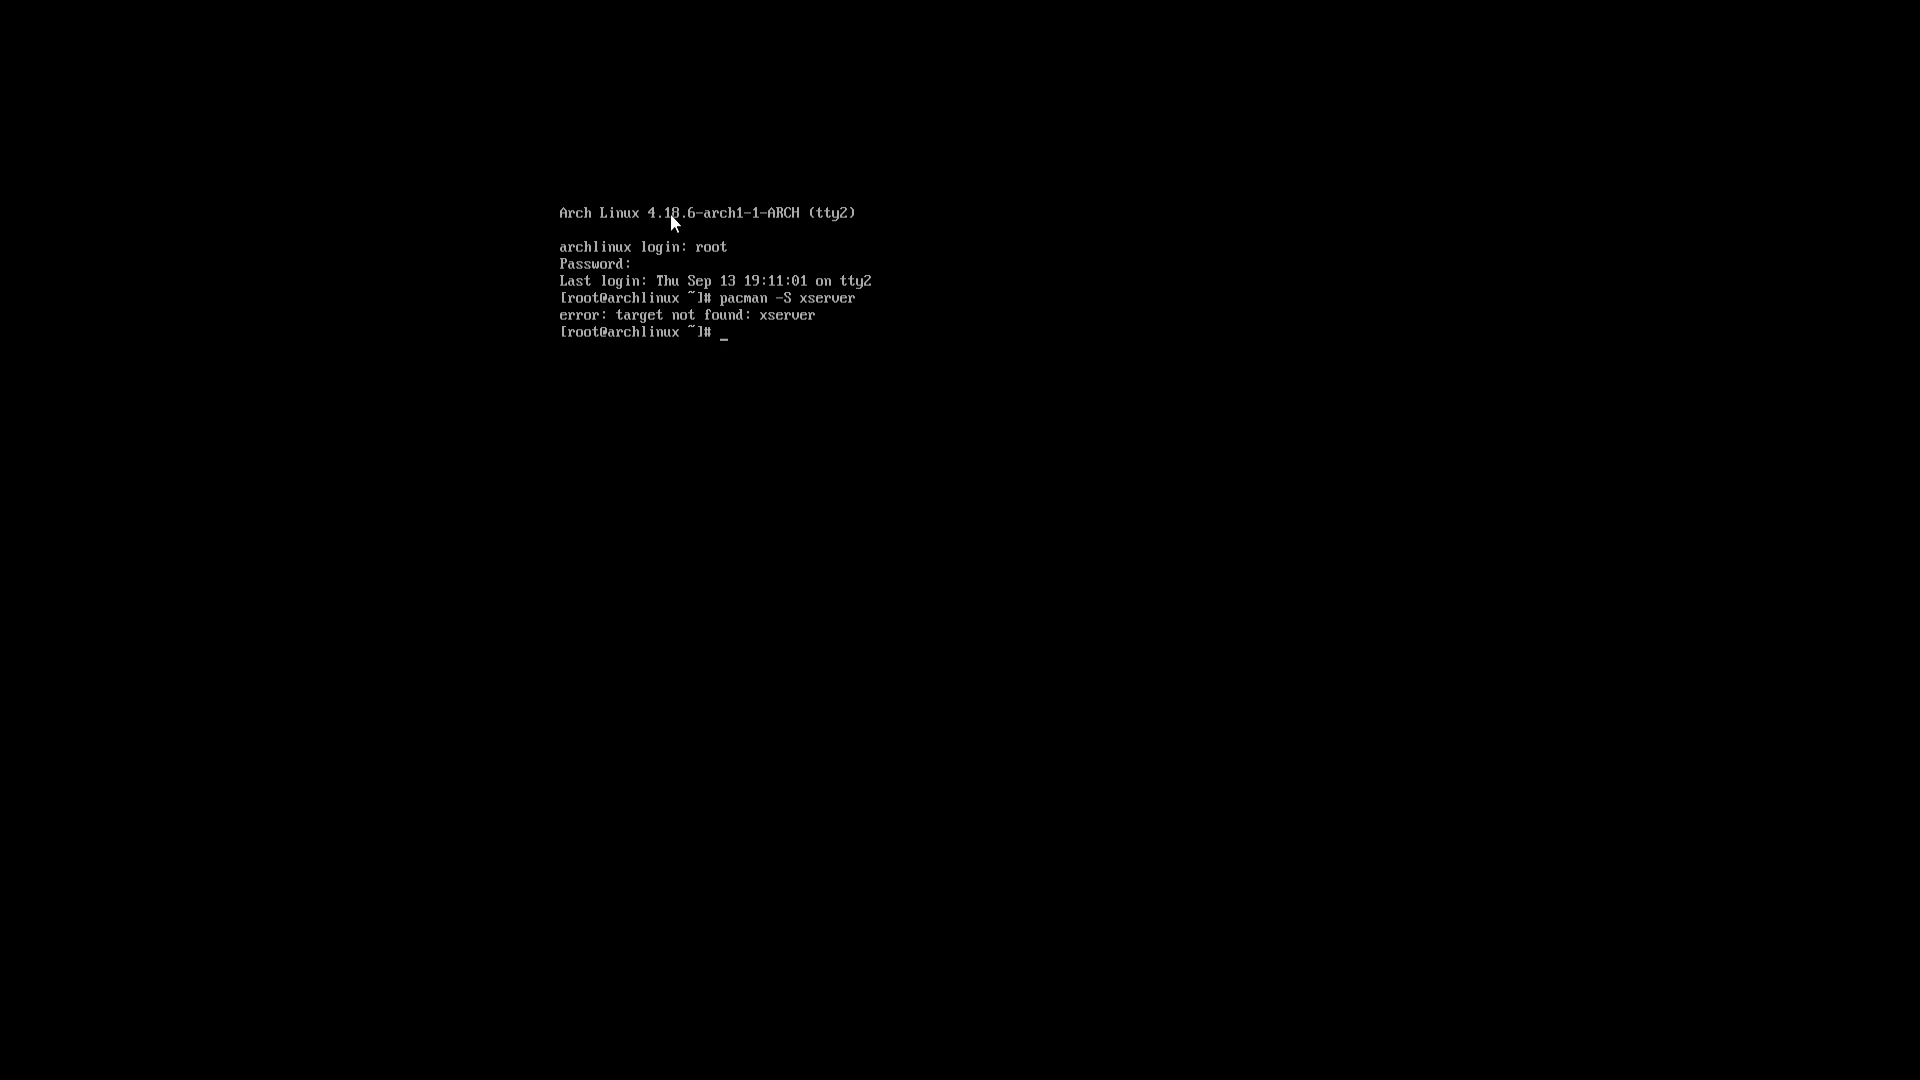 Arch Linux 4.18.6-arch1-1-ARCH (tty2)
archlinux login: root
Password:
Last login: Thu Sep 13 19:11:01 on tty2
[root@archlinux ~]# pacman -S xserver
error: target not found: xserver
[root@archlinux ~]# _